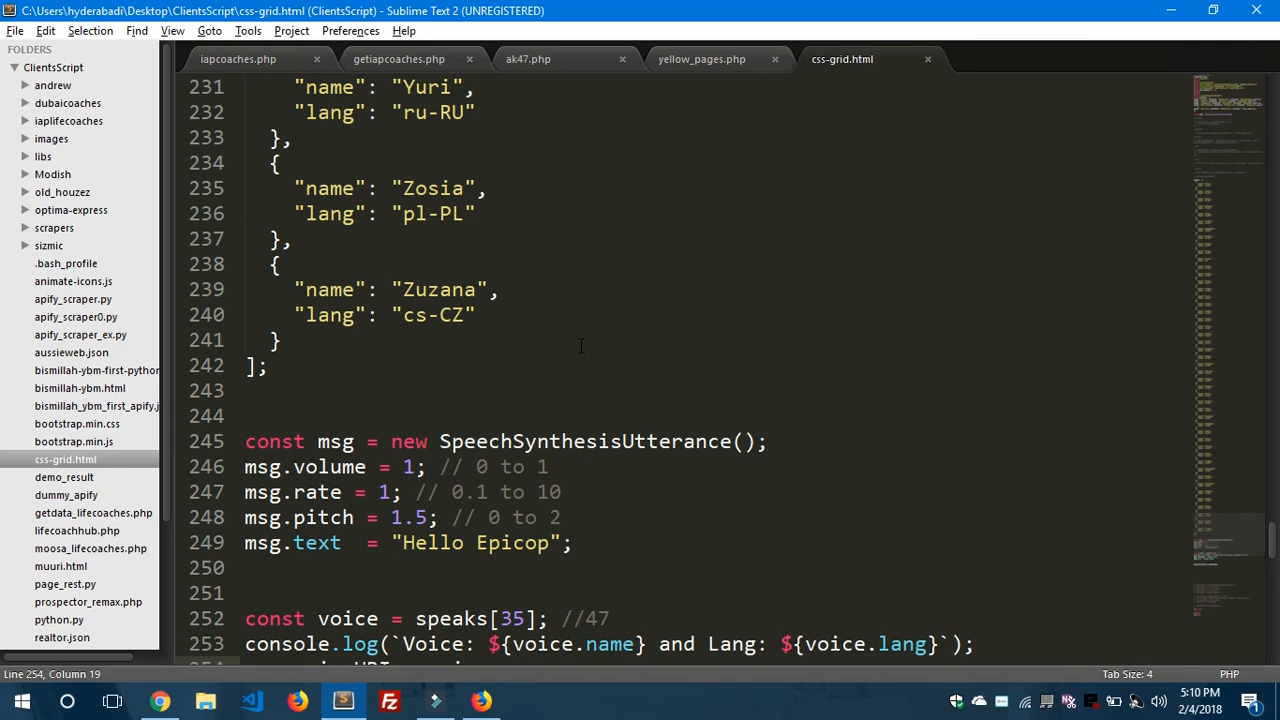 C:\Users\hyderabadi\Desktop\ClientsScript\css-grid.html (ClientsScript) - Sublime Text 2 (UNREGISTERED)
File Edit Selection Find View Goto Tools Project Preferences Help
FOLDERS
ClientsScript
andrew
dubaicoaches
iaplifecoaches
images
libs
Modish
old_houzez
optima-express
scrapers
sizmic
.bash_profile
animate-icons.js
apify_scraper.py
apify_scraper0.py
apify_scraper_ex.py
aussieweb.json
bismillah-ybm-first-python
bismillah-ybm.html
bismillah_ybm_first_apify.j
bootstrap.min.css
bootstrap.min.js
css-grid.html
demo_result
dummy_apify
getdata_lifecoaches.php
lifecoachhub.php
moosa_lifecoaches.php
muuri.html
page_rest.py
prospector_remax.php
python.py
realtor.json
iapcoaches.php × getiapcoaches.php × ak47.php × yellow_pages.php × css-grid.html ×
231 "name": "Yuri",
232 "lang": "ru-RU"
233 },
234 {
235 "name": "Zosia",
236 "lang": "pl-PL"
237 },
238 {
239 "name": "Zuzana",
240 "lang": "cs-CZ"
241 }
242 ];
243
244
245 const msg = new SpeechSynthesisUtterance();
246 msg.volume = 1; // 0 to 1
247 msg.rate = 1; // 0.1 to 10
248 msg.pitch = 1.5; // 0 to 2
249 msg.text  = "Hello Epicop";
250
251
252 const voice = speaks[35]; //47
253 console.log(`Voice: ${voice.name} and Lang: ${voice.lang}`);
Line 254, Column 19
Tab Size: 4
PHP
5:10 PM
2/4/2018